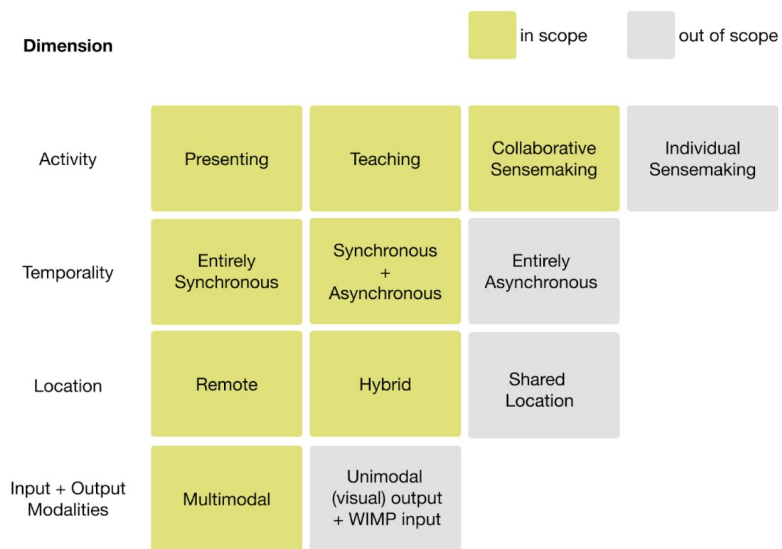 Dimension
in scope
out of scope
Activity
Presenting
Teaching
Collaborative
Sensemaking
Individual
Sensemaking
Temporality
Entirely
Synchronous
Synchronous
+
Asynchronous
Entirely
Asynchronous
Location
Remote
Hybrid
Shared
Location
Input + Output
Modalities
Multimodal
Unimodal
(visual) output
+ WIMP input